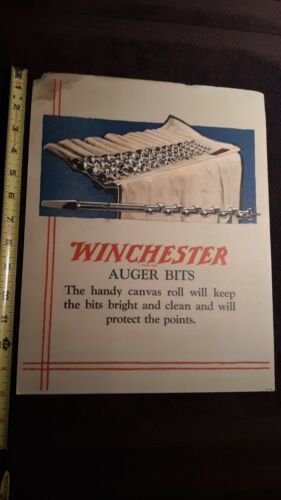 WINCHESTER
AUGER BITS
The handy canvas roll will keep
the bits bright and clean and will
protect the points.